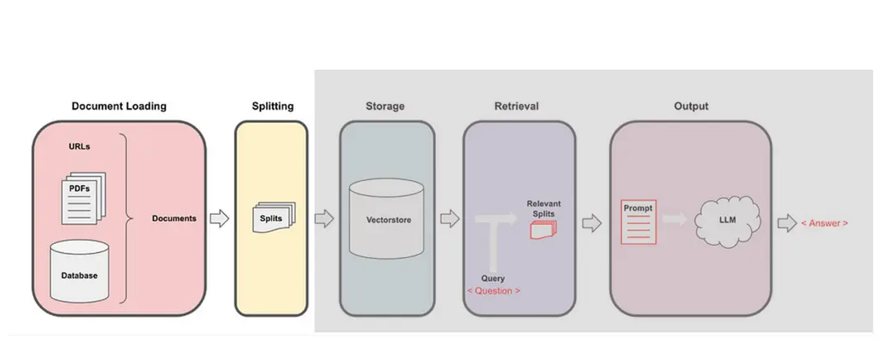 Document Loading
Splitting
Storage
Retrieval
Output
URLs
PDFs
Documents
Database
Splits
Vectorstore
Relevant
Splits
Query
< Question >
Prompt
LLM
< Answer >